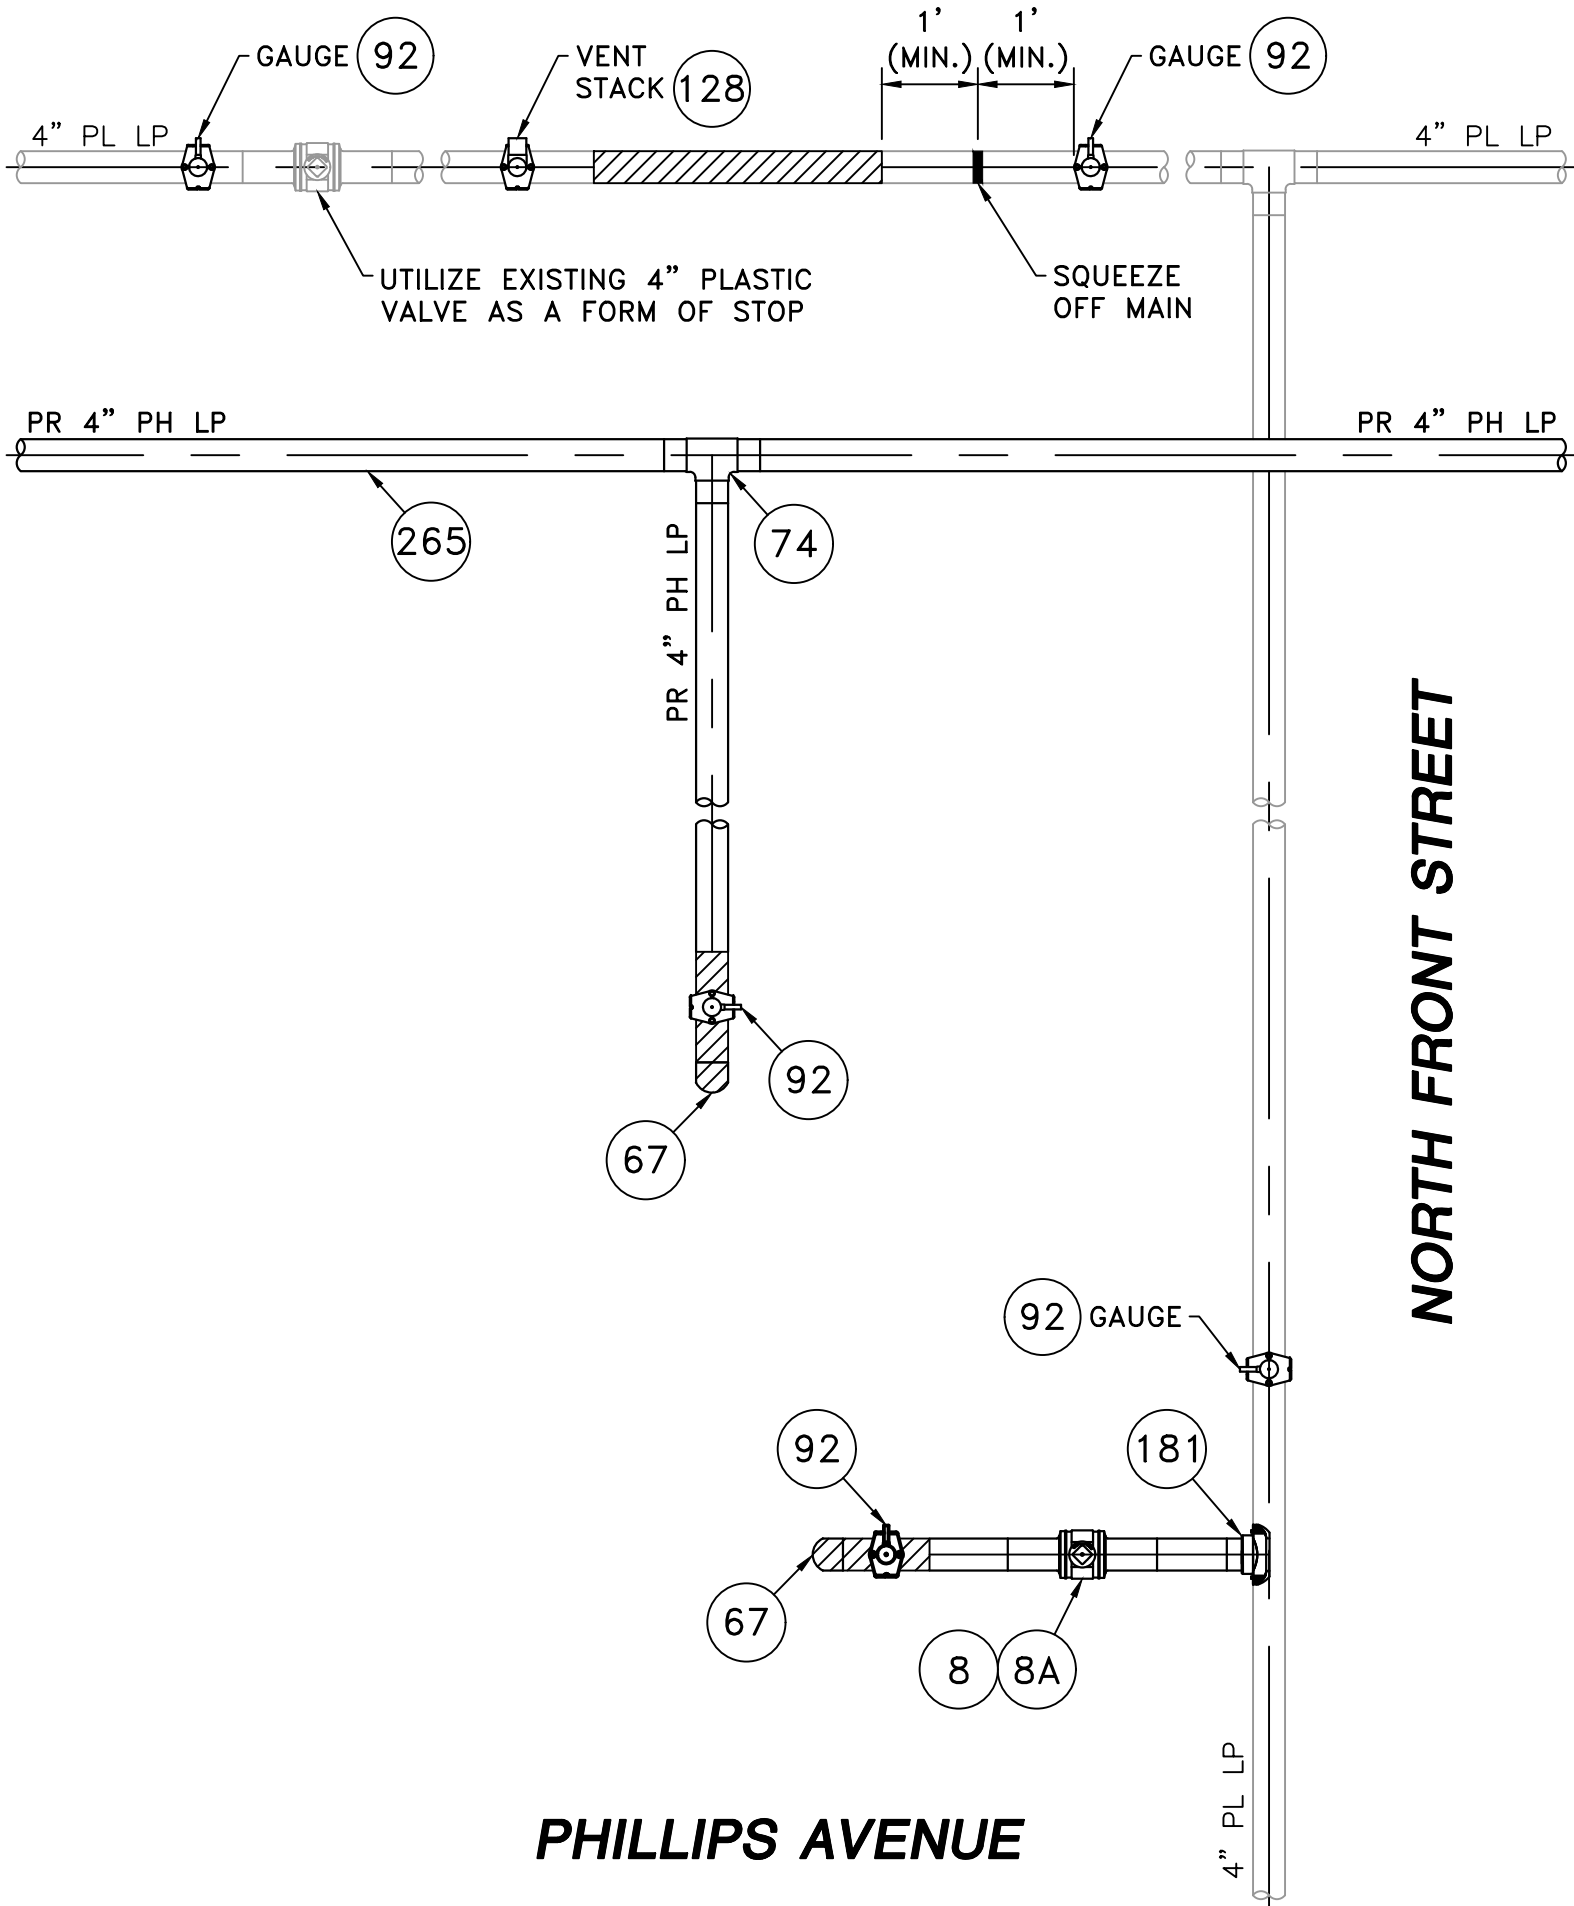 GAUGE 92
VENT
STACK 128
1' 1'
(MIN.) (MIN.)
GAUGE 92
4" PL LP
4" PL LP
UTILIZE EXISTING 4" PLASTIC
VALVE AS A FORM OF STOP
SQUEEZE
OFF MAIN
PR 4" PH LP
PR 4" PH LP
265
74
PR 4" PH LP
92
67
NORTH FRONT STREET
92 GAUGE
92
181
67
8 8A
4" PL LP
PHILLIPS AVENUE